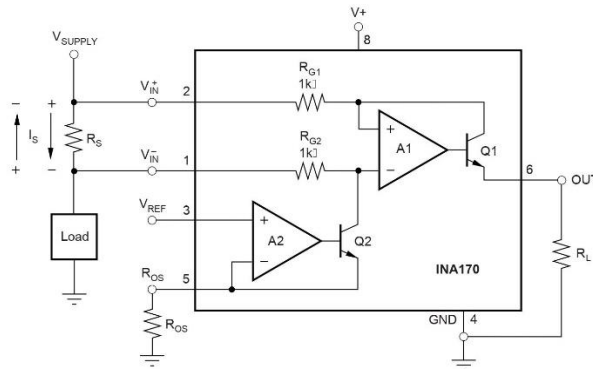 V+
8
VSUPPLY
RG1
1k▯
VIN+
2
− +
IS
RS
+ −
A1
Q1
RG2
1k▯
VIN−
1
6
OUT
VREF
3
Load
A2
Q2
RL
ROS
5
INA170
ROS
GND
4